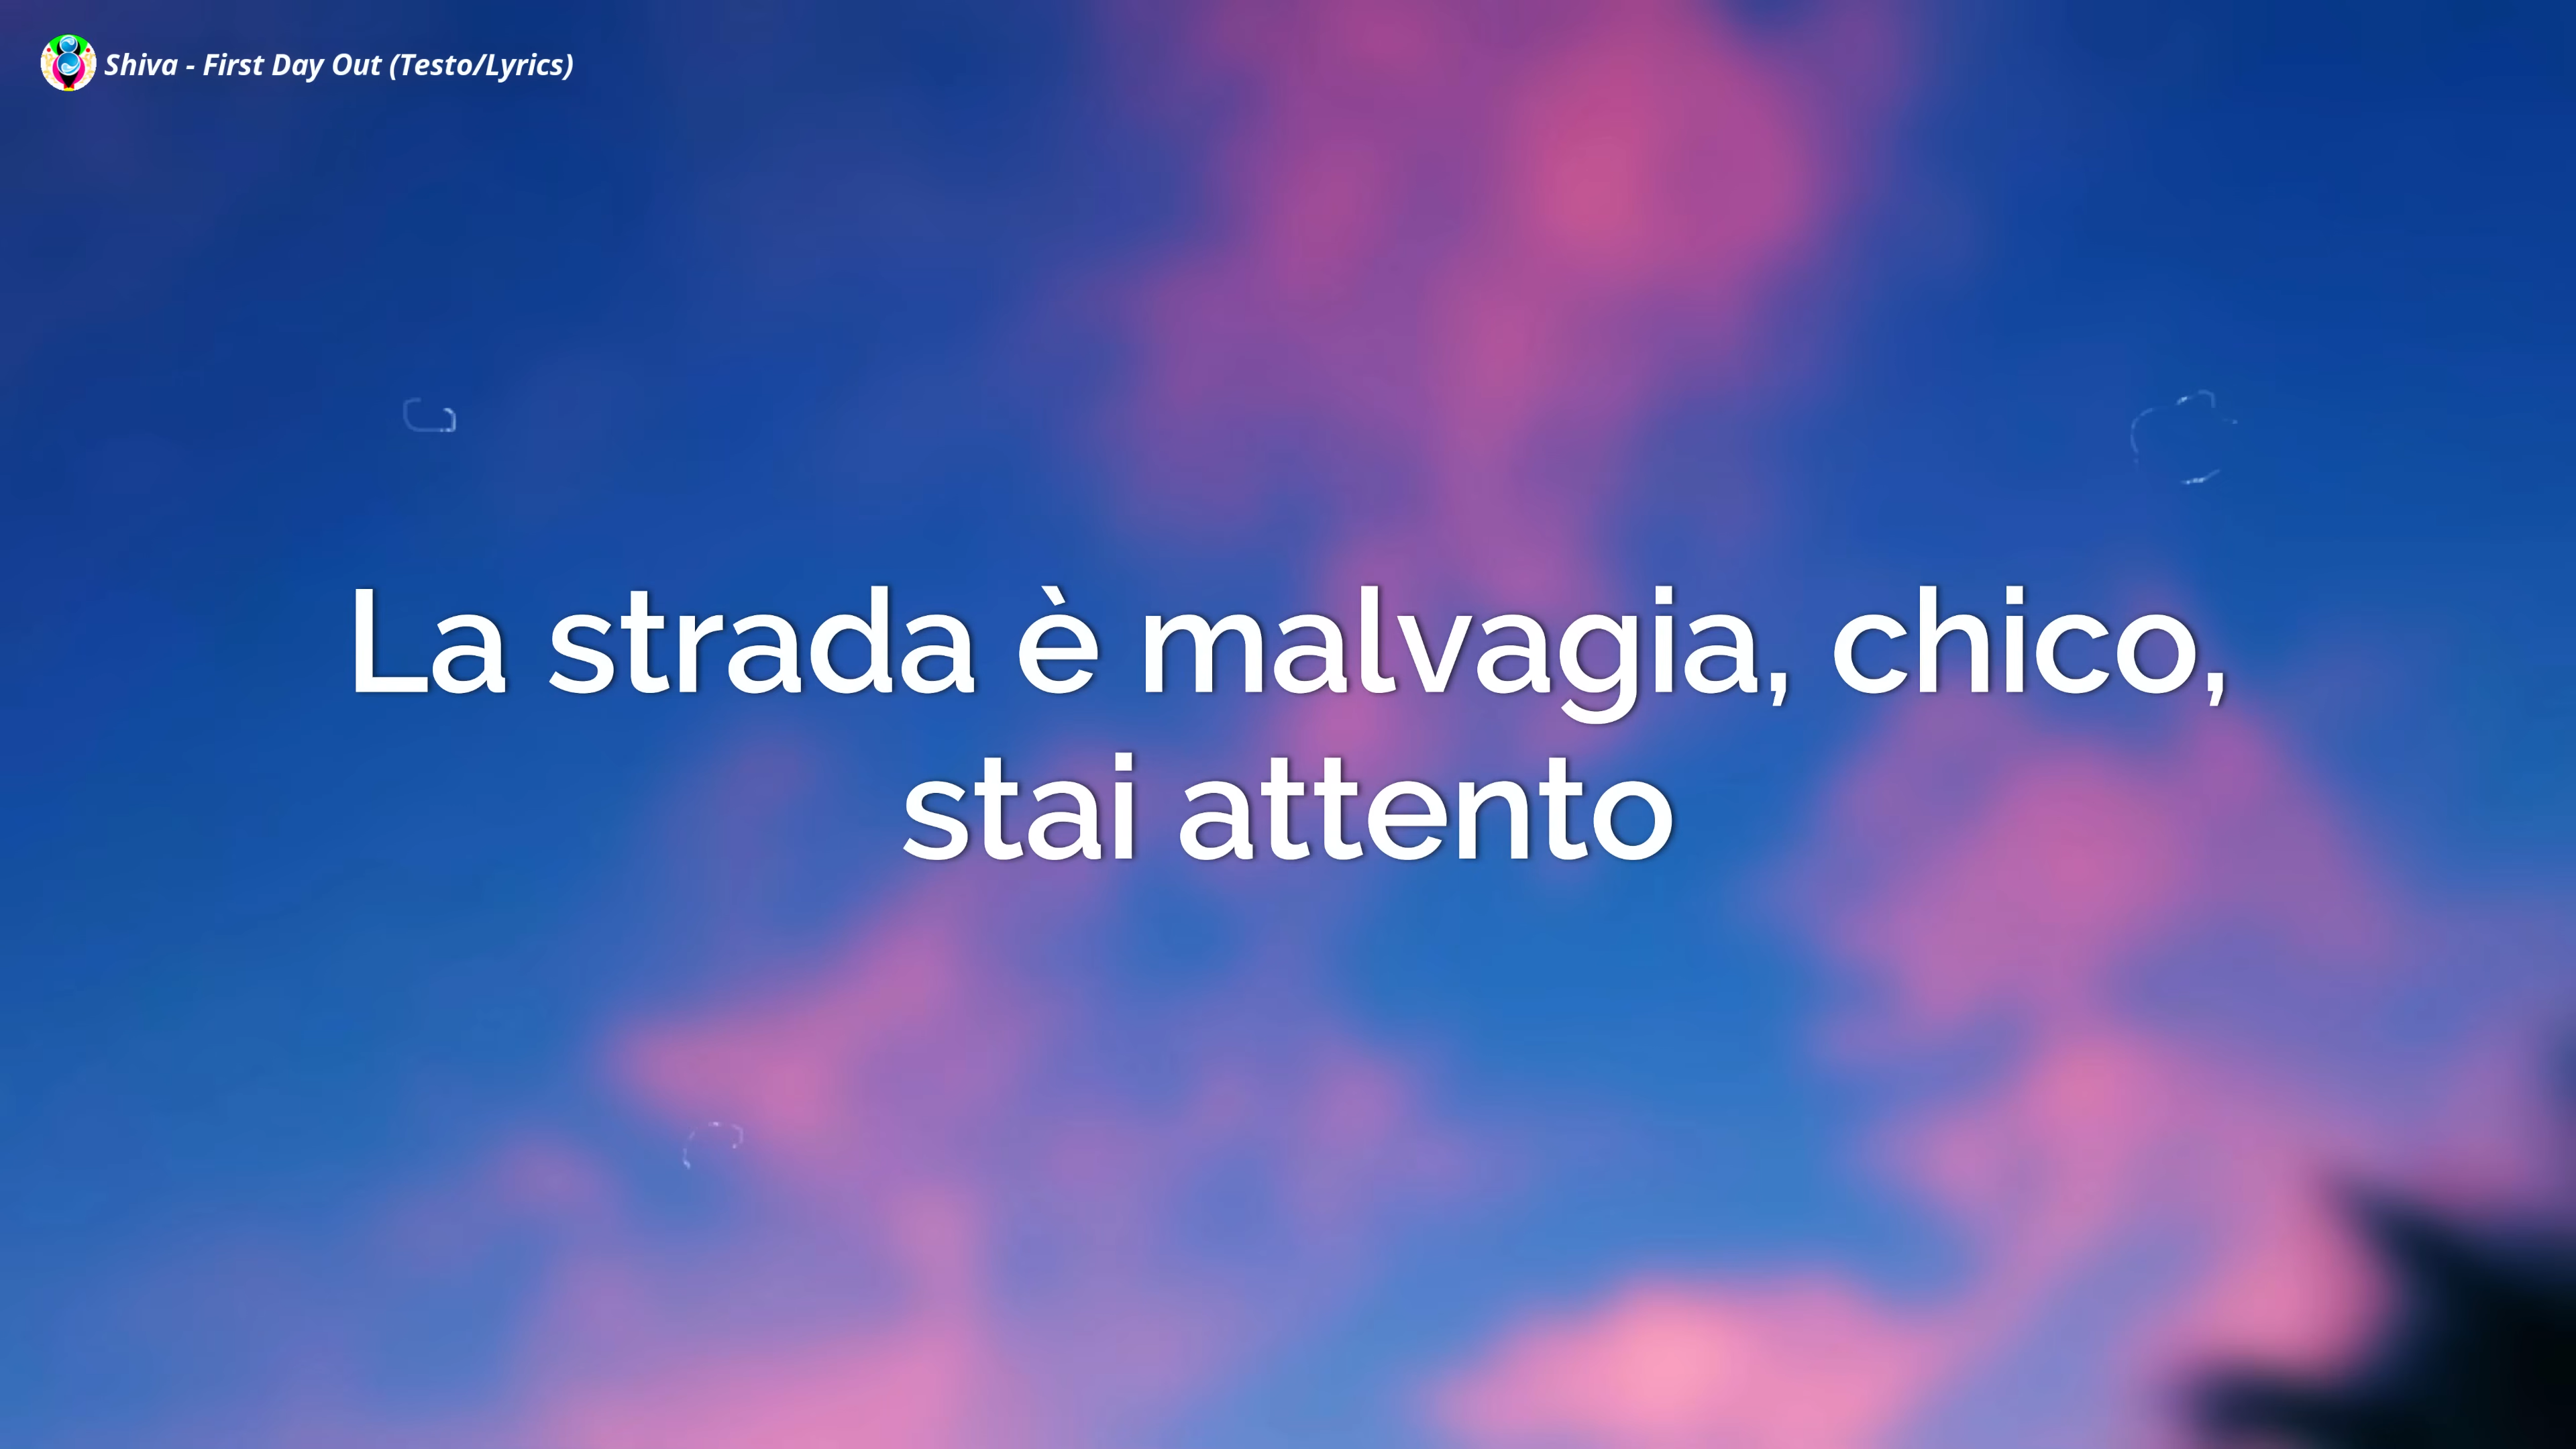 Shiva - First Day Out (Testo/Lyrics)
La strada è malvagia, chico,
stai attento